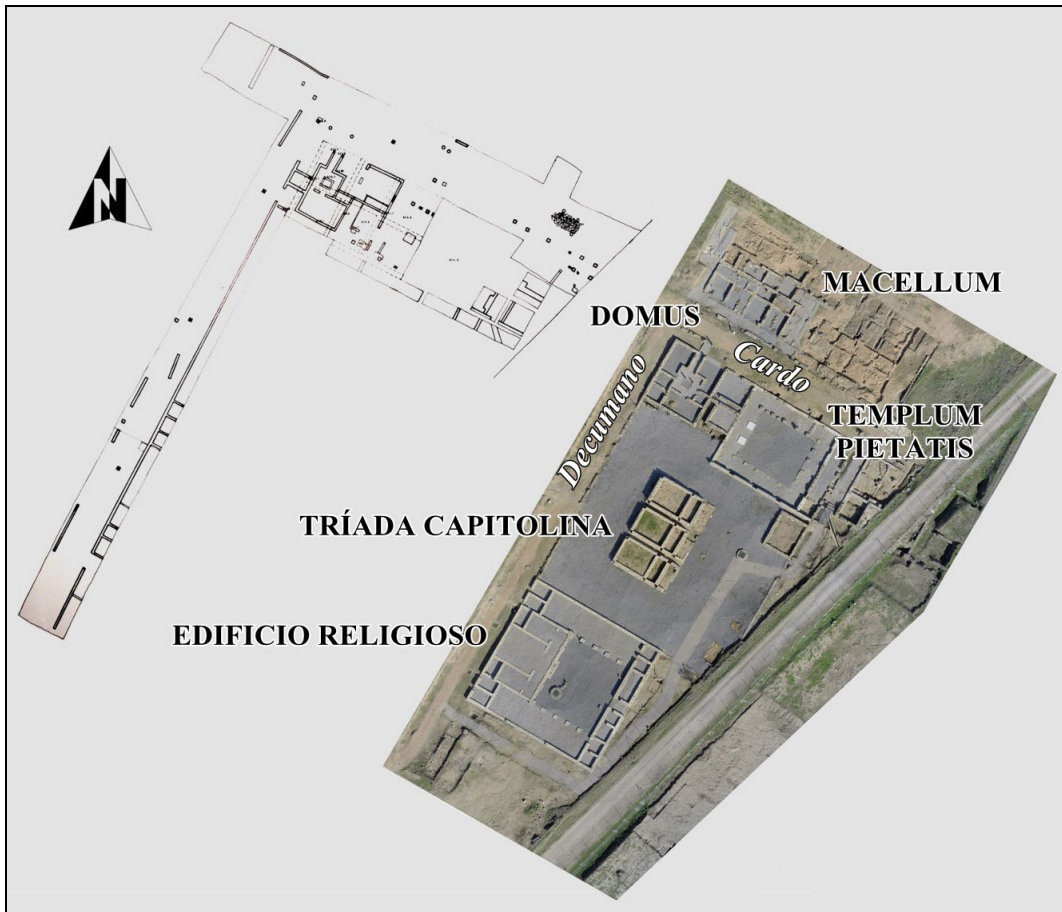 N
MACELLUM
DOMUS
Cardo
Decumano
TEMPLUM
PIETATIS
TRÍADA CAPITOLINA
EDIFICIO RELIGIOSO